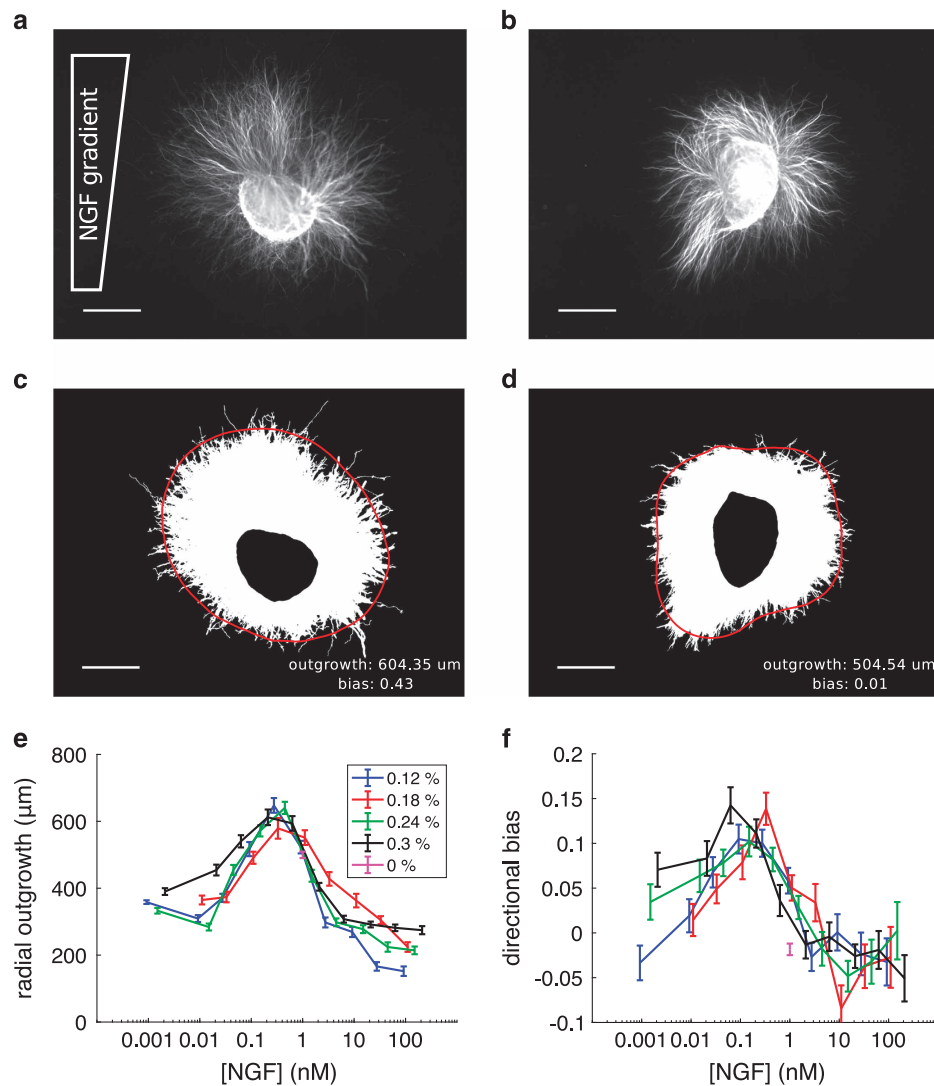 a
b
NGF gradient
c
d
outgrowth: 604.35 um
bias: 0.43
outgrowth: 504.54 um
bias: 0.01
e
f
800
600
400
200
0
radial outgrowth (µm)
0.12 %
0.18 %
0.24 %
0.3 %
0 %
0.001 0.01 0.1 1 10 100
[NGF] (nM)
0.2
0.15
0.1
0.05
0
-0.05
-0.1
directional bias
0.001 0.01 0.1 1 10 100
[NGF] (nM)